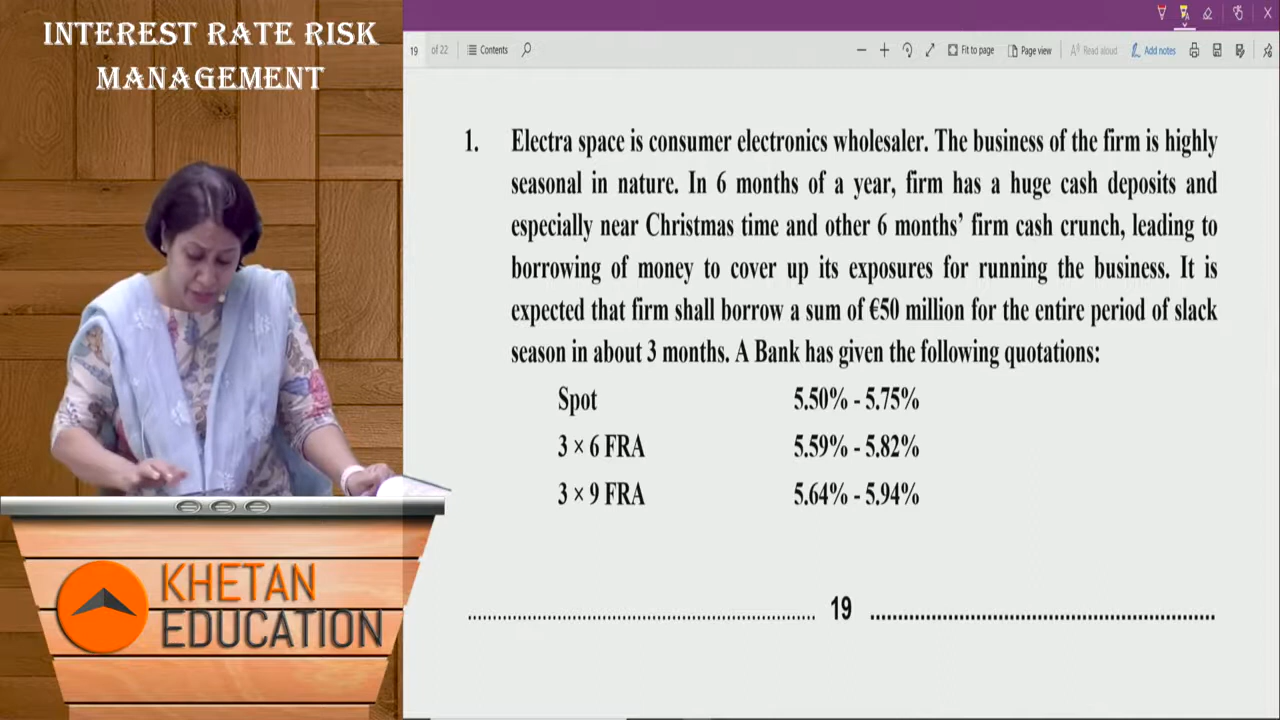 INTEREST RATE RISK
MANAGEMENT
19 of 22 Contents Fit to page Page view Read aloud Add notes
1. Electra space is consumer electronics wholesaler. The business of the firm is highly
seasonal in nature. In 6 months of a year, firm has a huge cash deposits and
especially near Christmas time and other 6 months’ firm cash crunch, leading to
borrowing of money to cover up its exposures for running the business. It is
expected that firm shall borrow a sum of €50 million for the entire period of slack
season in about 3 months. A Bank has given the following quotations:
Spot 5.50% - 5.75%
3 × 6 FRA 5.59% - 5.82%
3 × 9 FRA 5.64% - 5.94%
19
KHETAN
EDUCATION